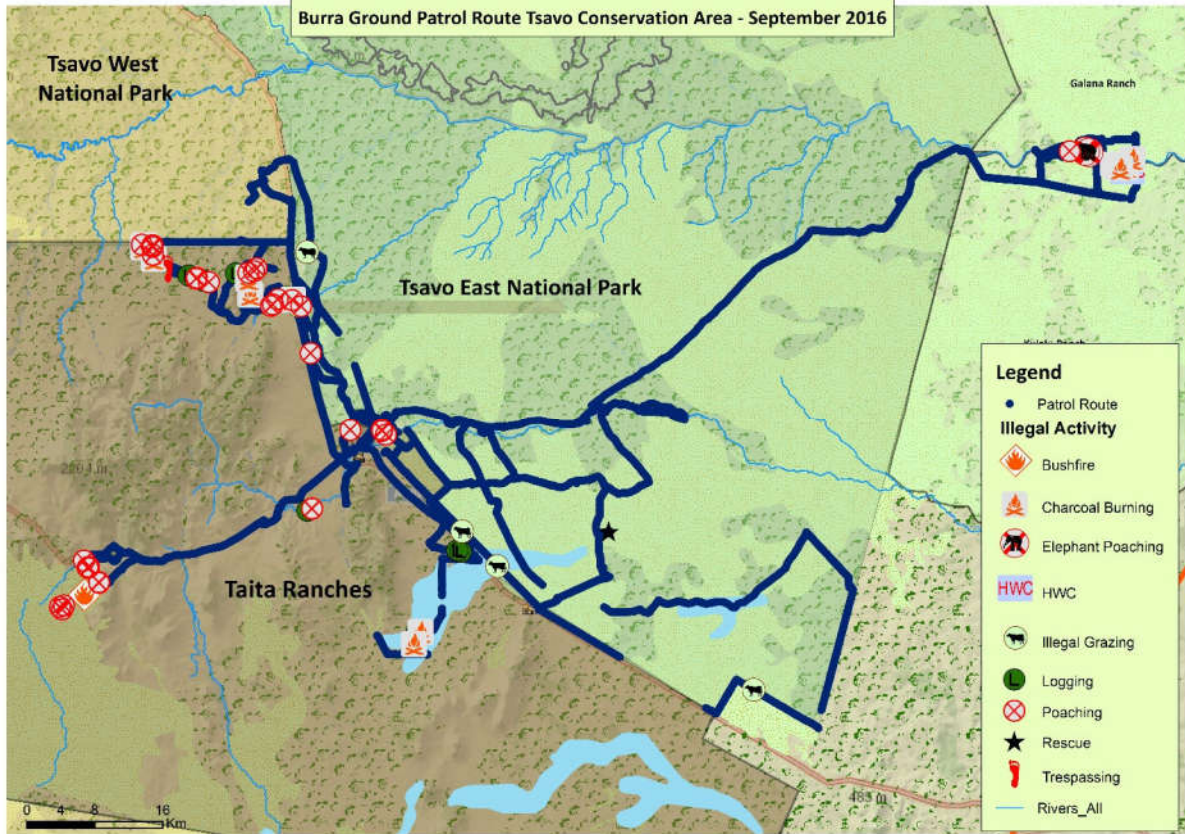 Burra Ground Patrol Route Tsavo Conservation Area - September 2016
Tsavo West
National Park
Galana Ranch
Tsavo East National Park
Taita Ranches
Legend
Patrol Route
Illegal Activity
Bushfire
Charcoal Burning
Elephant Poaching
HWC
HWC
Illegal Grazing
L
Logging
Poaching
Rescue
Trespassing
Rivers_All
L
0 4 8 16
Km